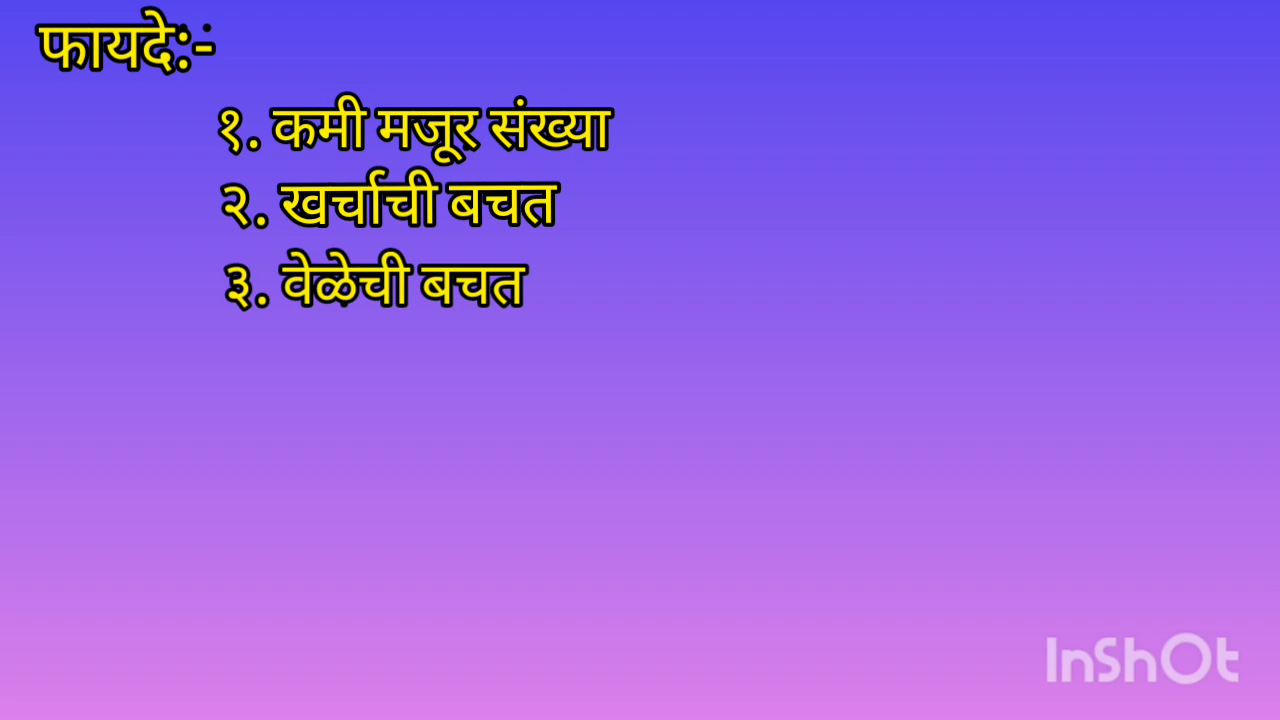 फायदे:-
१. कमी मजूर संख्या
२. खर्चाची बचत
३. वेळेची बचत
InShOt